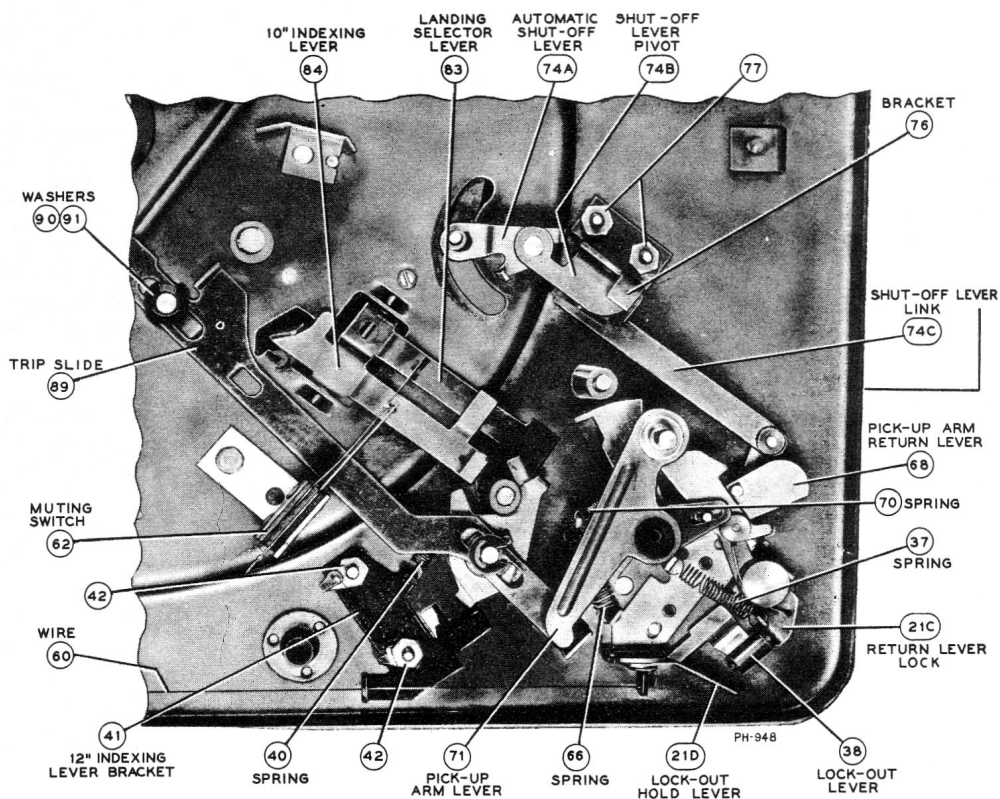 10" INDEXING
LEVER
84
LANDING
SELECTOR
LEVER
83
AUTOMATIC
SHUT-OFF
LEVER
74A
SHUT-OFF
LEVER
PIVOT
74B
77
BRACKET
76
WASHERS
90 91
SHUT-OFF LEVER
LINK
74C
TRIP SLIDE
89
PICK-UP ARM
RETURN LEVER
68
70 SPRING
MUTING
SWITCH
62
37
SPRING
42
WIRE
60
21C
RETURN LEVER
LOCK
PH-948
41
12" INDEXING
LEVER BRACKET
40
SPRING
42
71
PICK-UP
ARM LEVER
66
SPRING
21D
LOCK-OUT
HOLD LEVER
38
LOCK-OUT
LEVER